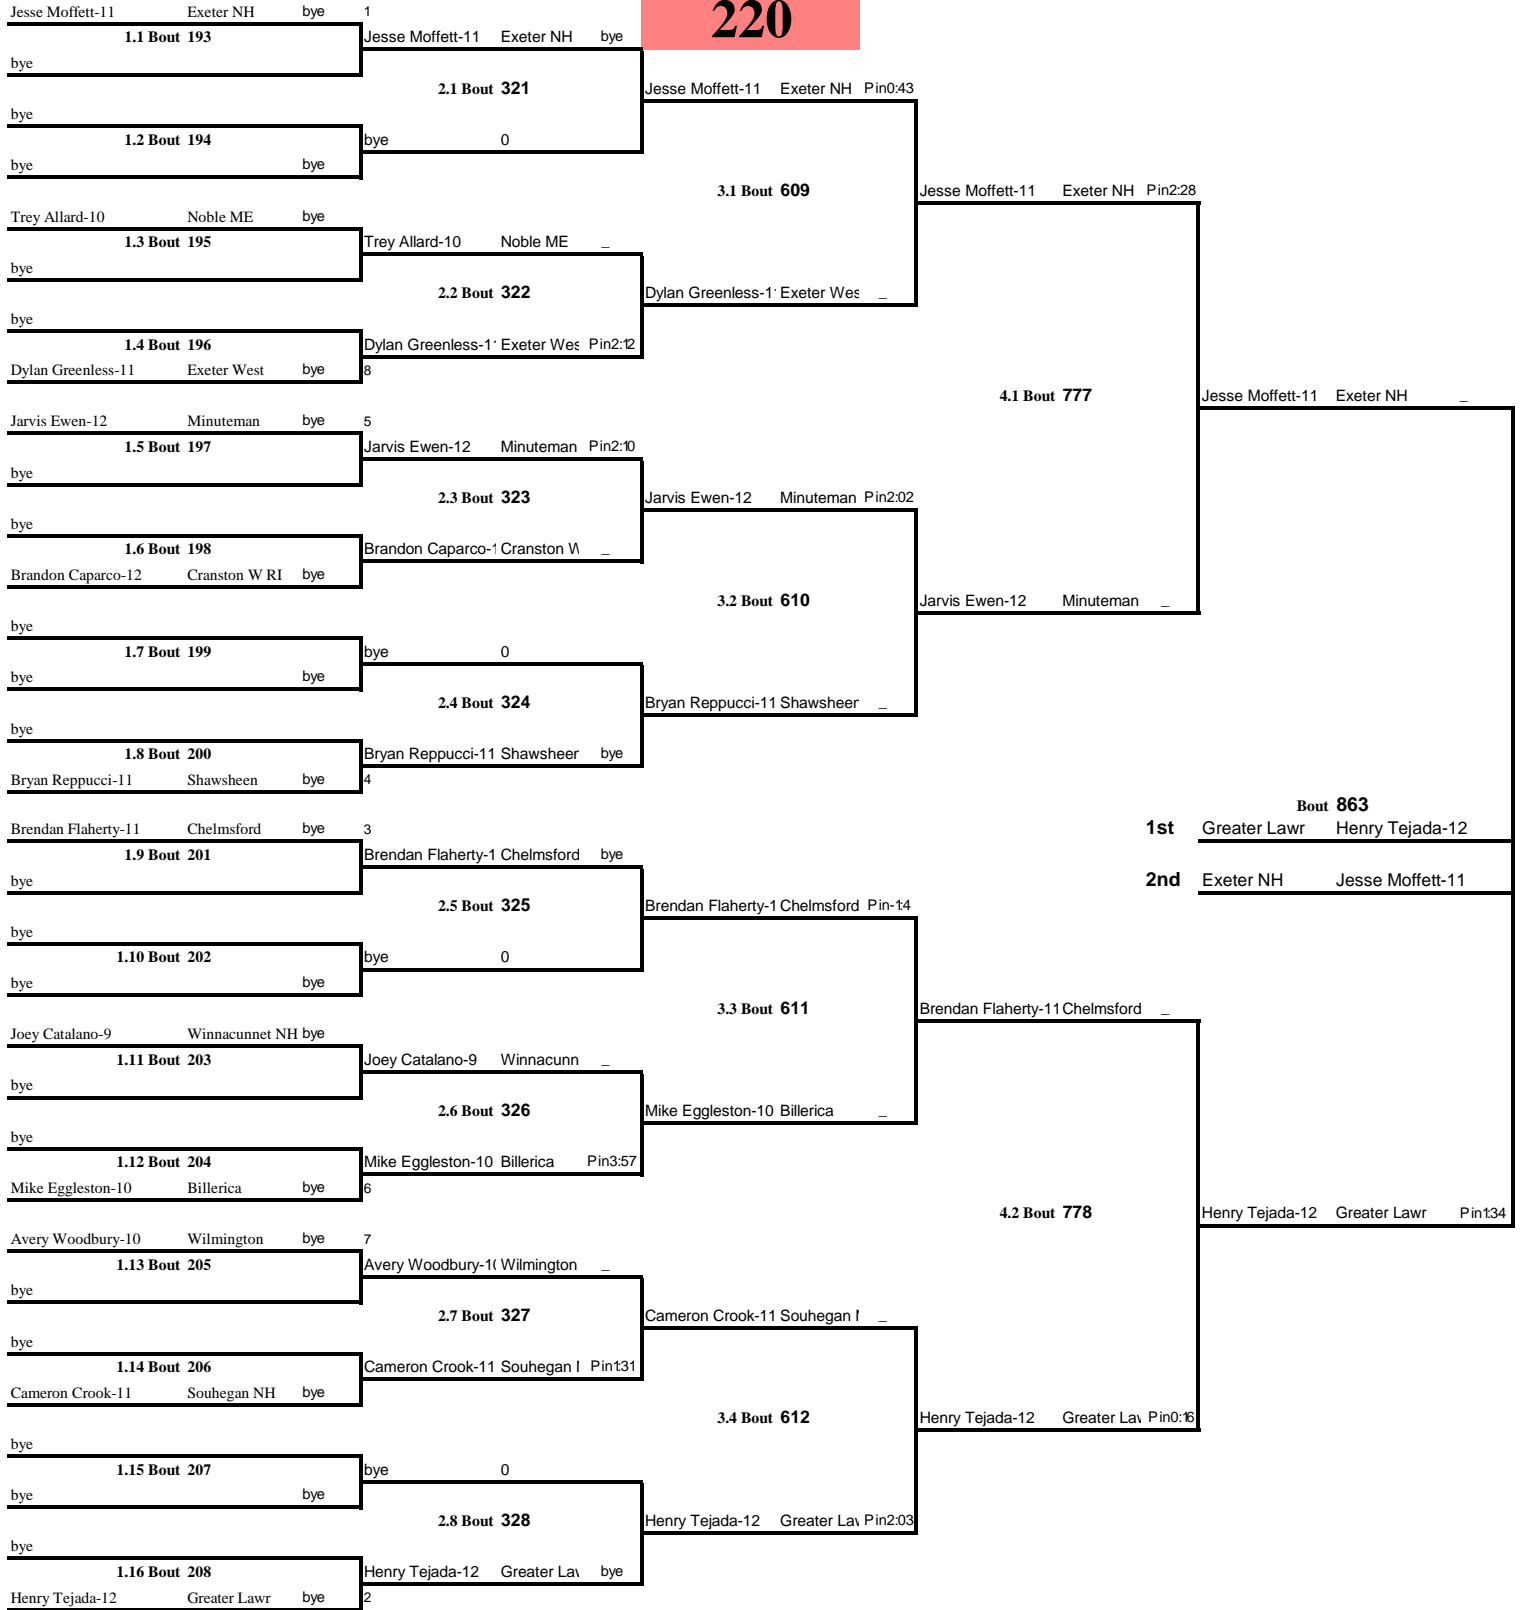 220
Jesse Moffett-11 Exeter NH bye 1
1.1 Bout 193 Jesse Moffett-11 Exeter NH bye
bye
2.1 Bout 321 Jesse Moffett-11 Exeter NH Pin0:43
bye
1.2 Bout 194 bye 0
bye bye
3.1 Bout 609 Jesse Moffett-11 Exeter NH Pin2:28
Trey Allard-10 Noble ME bye
1.3 Bout 195 Trey Allard-10 Noble ME _
bye
2.2 Bout 322 Dylan Greenless-1 Exeter Wes _
bye
1.4 Bout 196 Dylan Greenless-1 Exeter Wes Pin2:12
Dylan Greenless-11 Exeter West bye 8
4.1 Bout 777 Jesse Moffett-11 Exeter NH _
Jarvis Ewen-12 Minuteman bye 5
1.5 Bout 197 Jarvis Ewen-12 Minuteman Pin2:10
bye
2.3 Bout 323 Jarvis Ewen-12 Minuteman Pin2:02
bye
1.6 Bout 198 Brandon Caparco-1 Cranston W _
Brandon Caparco-12 Cranston W RI bye
3.2 Bout 610 Jarvis Ewen-12 Minuteman _
bye
1.7 Bout 199 bye 0
bye bye
2.4 Bout 324 Bryan Reppucci-11 Shawsheen _
bye
1.8 Bout 200 Bryan Reppucci-11 Shawsheen bye
Bryan Reppucci-11 Shawsheen bye 4
Bout 863
Brendan Flaherty-11 Chelmsford bye 3 1st Greater Lawr Henry Tejada-12
1.9 Bout 201 Brendan Flaherty-1 Chelmsford bye
bye 2nd Exeter NH Jesse Moffett-11
2.5 Bout 325 Brendan Flaherty-1 Chelmsford Pin-1:4
bye
1.10 Bout 202 bye 0
bye bye
3.3 Bout 611 Brendan Flaherty-11 Chelmsford _
Joey Catalano-9 Winnacunnet NH bye
1.11 Bout 203 Joey Catalano-9 Winnacunn _
bye
2.6 Bout 326 Mike Eggleston-10 Billerica _
bye
1.12 Bout 204 Mike Eggleston-10 Billerica Pin3:57
Mike Eggleston-10 Billerica bye 6
4.2 Bout 778 Henry Tejada-12 Greater Lawr Pin1:34
Avery Woodbury-10 Wilmington bye 7
1.13 Bout 205 Avery Woodbury-10 Wilmington _
bye
2.7 Bout 327 Cameron Crook-11 Souhegan _
bye
1.14 Bout 206 Cameron Crook-11 Souhegan Pin1:31
Cameron Crook-11 Souhegan NH bye
3.4 Bout 612 Henry Tejada-12 Greater Law Pin0:16
bye
1.15 Bout 207 bye 0
bye bye
2.8 Bout 328 Henry Tejada-12 Greater Law Pin2:03
bye
1.16 Bout 208 Henry Tejada-12 Greater Law bye
Henry Tejada-12 Greater Lawr bye 2